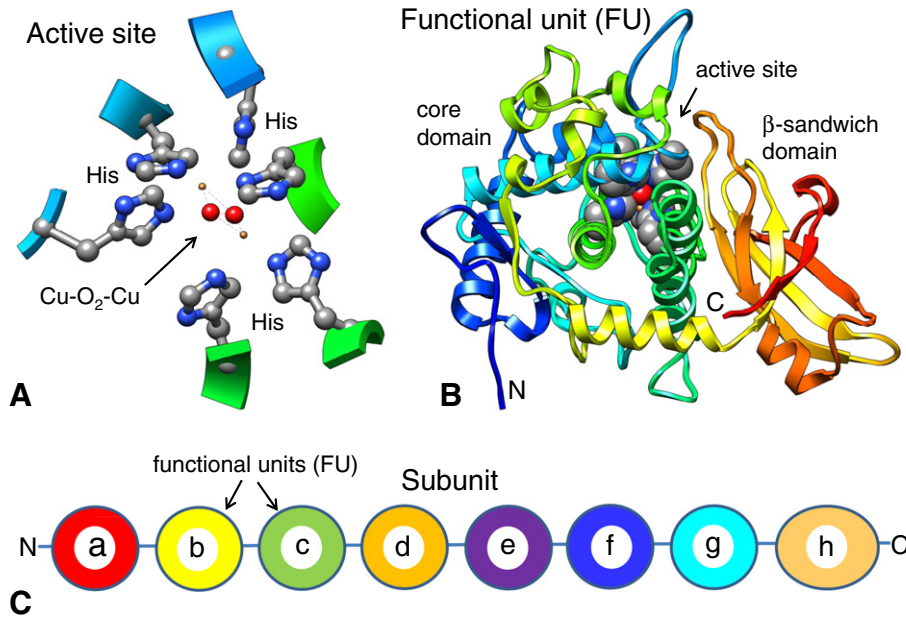 Active site
His
His
Cu-O₂-Cu
His
A
Functional unit (FU)
core
domain
active site
β-sandwich
domain
C
N
B
functional units (FU)
Subunit
N
a
b
c
d
e
f
g
h
C
C